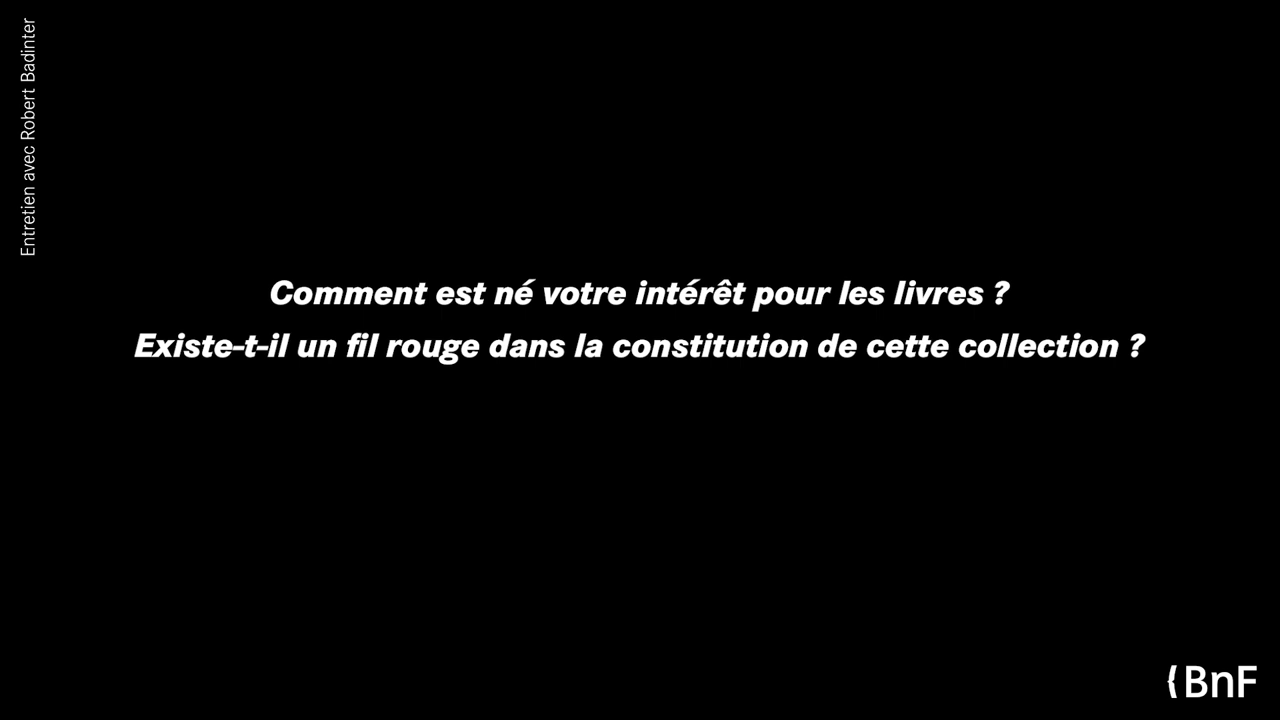 Entretien avec Robert Badinter
Comment est né votre intérêt pour les livres ?
Existe-t-il un fil rouge dans la constitution de cette collection ?
{BnF